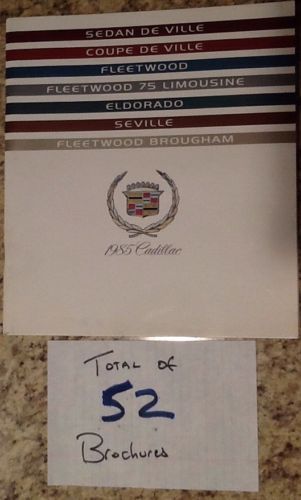 SEDAN DE VILLE
COUPE DE VILLE
FLEETWOOD
FLEETWOOD 75 LIMOUSINE
ELDORADO
SEVILLE
FLEETWOOD BROUGHAM
1985 Cadillac
TOTAL OF
52
Brochures